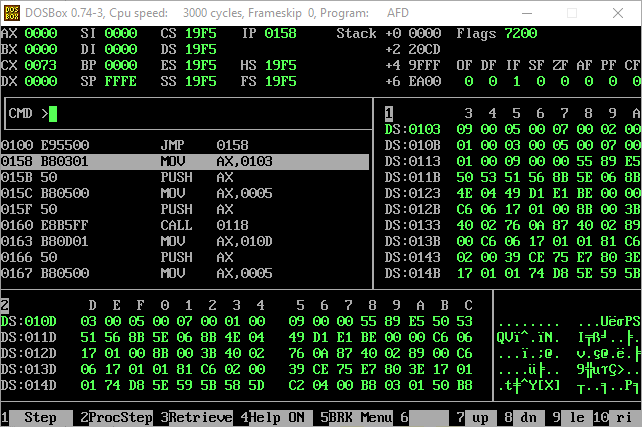 DOSBox 0.74-3, Cpu speed: 3000 cycles, Frameskip 0, Program: AFD
AX 0000 SI 0000 CS 19F5 IP 0158 Stack +0 0000 Flags 7200
BX 0000 DI 0000 DS 19F5 +2 20CD
CX 0073 BP 0000 ES 19F5 HS 19F5 +4 9FFF OF DF IF SF ZF AF PF CF
DX 0000 SP FFFE SS 19F5 FS 19F5 +6 EA00 0 0 1 0 0 0 0 0
CMD >
1 3 4 5 6 7 8 9 A
DS:0103 09 00 05 00 07 00 02 00
DS:010B 01 00 03 00 05 00 07 00
DS:0113 01 00 09 00 00 55 89 E5
DS:011B 50 53 51 56 8B 5E 06 8B
DS:0123 4E 04 49 D1 E1 BE 00 00
DS:012B C6 06 17 01 00 8B 00 3B
DS:0133 40 02 76 0A 87 40 02 89
DS:013B 00 C6 06 17 01 01 81 C6
DS:0143 02 00 39 CE 75 E7 80 3E
DS:014B 17 01 01 74 D8 5E 59 5B
0100 E95500 JMP 0158
0158 B80301 MOV AX,0103
015B 50 PUSH AX
015C B80500 MOV AX,0005
015F 50 PUSH AX
0160 E8B5FF CALL 0118
0163 B80D01 MOV AX,010D
0166 50 PUSH AX
0167 B80500 MOV AX,0005
2 D E F 0 1 2 3 4 5 6 7 8 9 A B C
DS:010D 03 00 05 00 07 00 01 00 09 00 00 55 89 E5 50 53 ........ ...UëσPS
DS:011D 51 56 8B 5E 06 8B 4E 04 49 D1 E1 BE 00 00 C6 06 QVï^.ïN. I╤ß╛..╞.
DS:012D 17 01 00 8B 00 3B 40 02 76 0A 87 40 02 89 00 C6 ...ï.;@. v.ç@.ë.╞
DS:013D 06 17 01 01 81 C6 02 00 39 CE 75 E7 80 3E 17 01 ....ü╞.. 9╬uτÇ>..
DS:014D 01 74 D8 5E 59 5B 58 5D C2 04 00 B8 03 01 50 B8 .t╪^Y[X] ┬..╕..P╕
1 Step 2ProcStep 3Retrieve 4Help ON 5BRK Menu 6 7 up 8 dn 9 le 10 ri